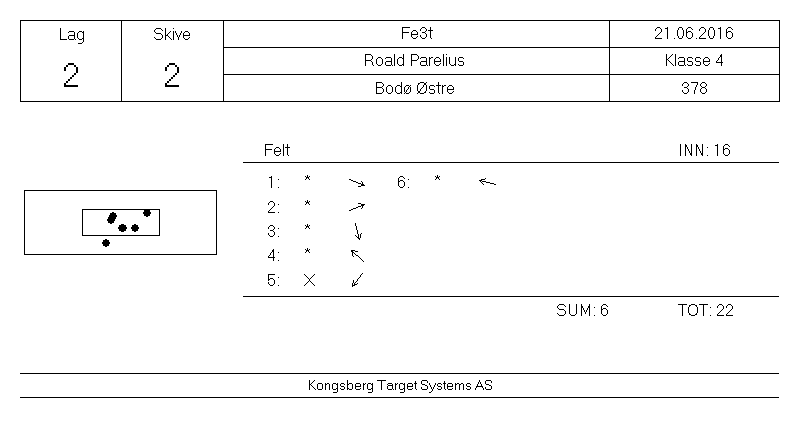 Lag Skive Fe3t 21.06.2016
2 2 Roald Parelius Klasse 4
Bodø Østre 378
Felt INN: 16
1: * 6: *
2: *
3: *
4: *
5: X
SUM: 6 TOT: 22
Kongsberg Target Systems AS